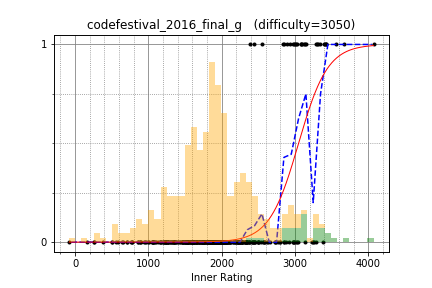 codefestival_2016_final_g (difficulty=3050)
1
0
0 1000 2000 3000 4000
Inner Rating